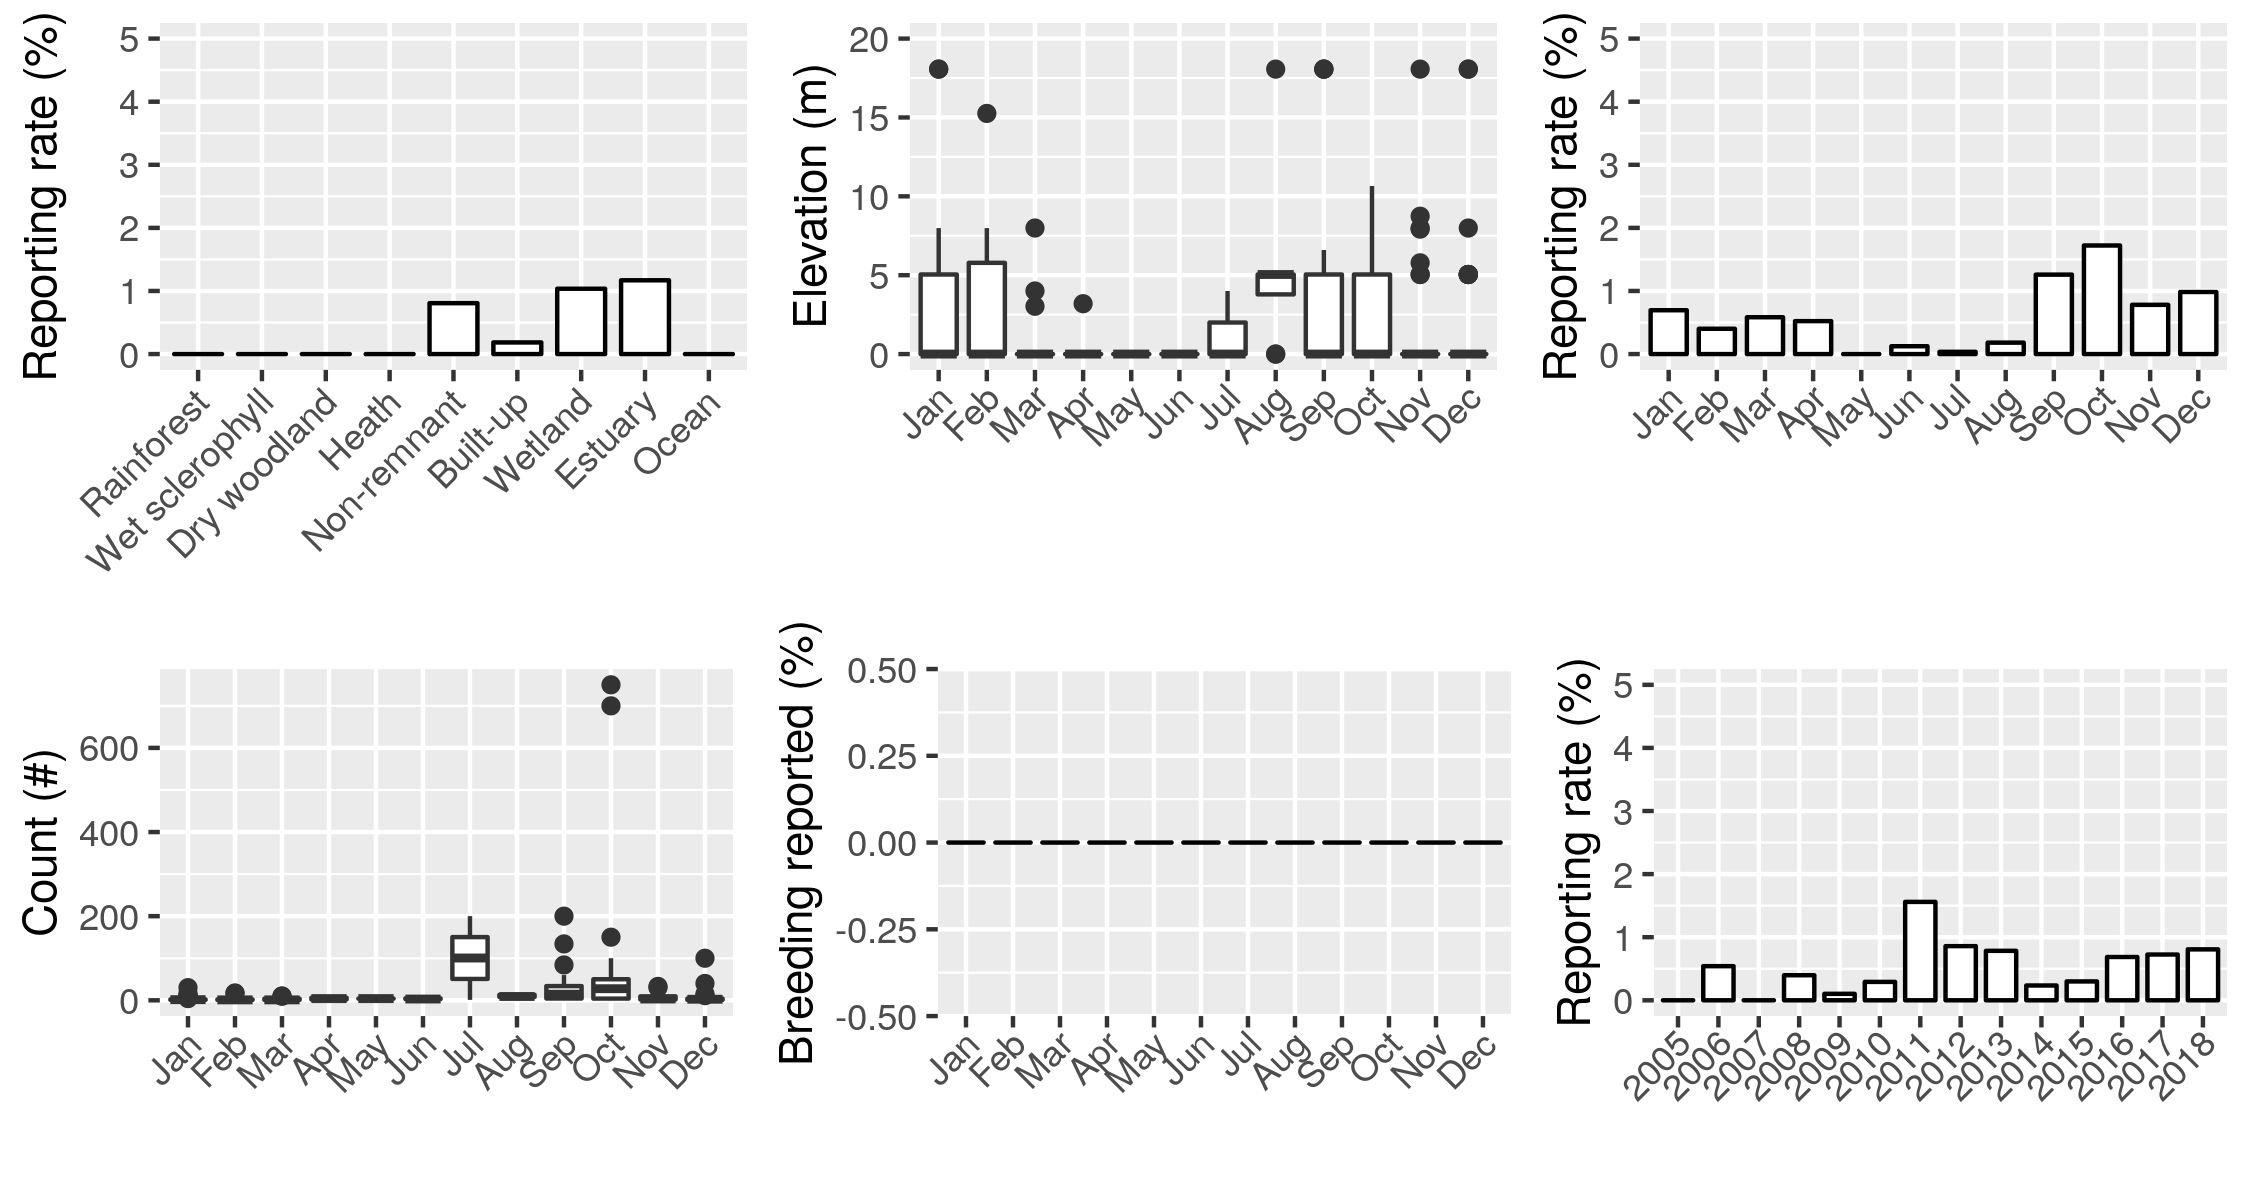 Reporting rate (%)
5
4
3
2
1
0
Rainforest
Wet sclerophyll
Dry woodland
Heath
Non-remnant
Built-up
Wetland
Estuary
Ocean
Elevation (m)
20
15
10
5
0
Jan
Feb
Mar
Apr
May
Jun
Jul
Aug
Sep
Oct
Nov
Dec
Reporting rate (%)
5
4
3
2
1
0
Jan
Feb
Mar
Apr
May
Jun
Jul
Aug
Sep
Oct
Nov
Dec
Count (#)
600
400
200
0
Jan
Feb
Mar
Apr
May
Jun
Jul
Aug
Sep
Oct
Nov
Dec
Breeding reported (%)
0.50
0.25
0.00
-0.25
-0.50
Jan
Feb
Mar
Apr
May
Jun
Jul
Aug
Sep
Oct
Nov
Dec
Reporting rate (%)
5
4
3
2
1
0
2005
2006
2007
2008
2009
2010
2011
2012
2013
2014
2015
2016
2017
2018